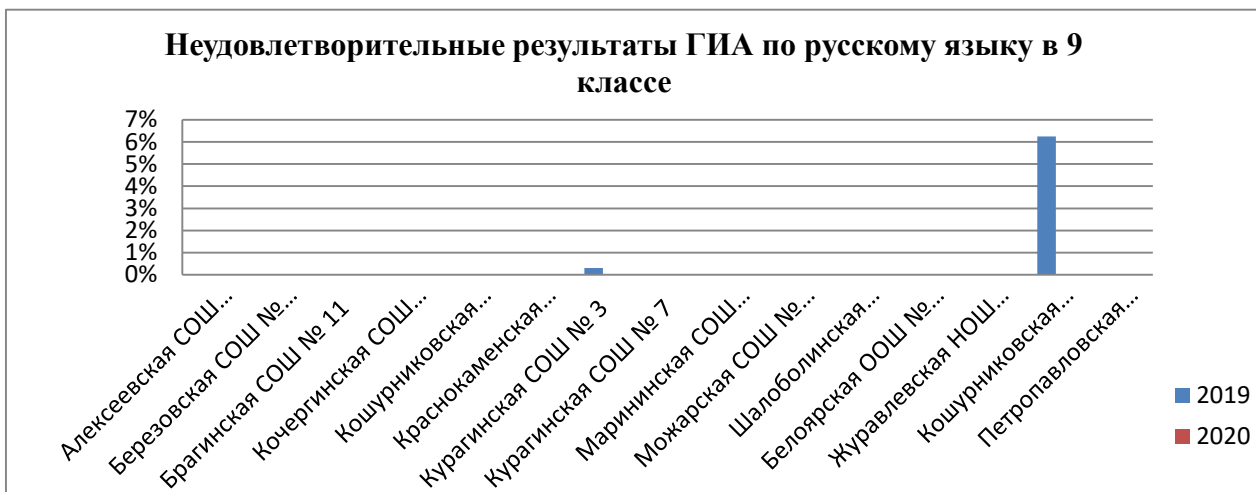 Неудовлетворительные результаты ГИА по русскому языку в 9
классе
7%
6%
5%
4%
3%
2%
1%
0%
Алексеевская СОШ…
Березовская СОШ №…
Брагинская СОШ № 11
Кочергинская СОШ…
Кошурниковская…
Краснокаменская…
Курагинская СОШ № 3
Курагинская СОШ № 7
Марининская СОШ…
Можарская СОШ №…
Шалоболинская…
Белоярская ООШ №…
Журавлевская НОШ…
Кошурниковская…
Петропавловская…
2019
2020